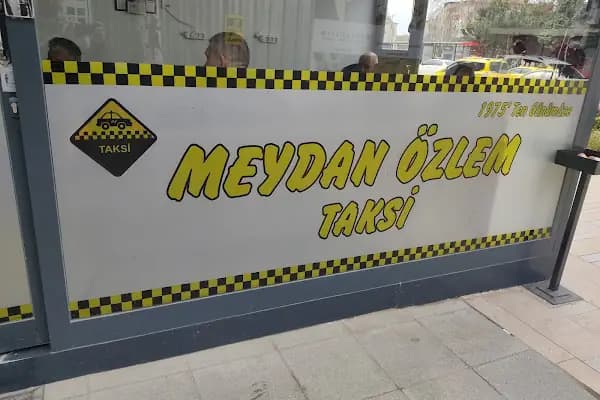 TAKSİ
1975' Ten Günümüze
MEYDAN ÖZLEM
TAKSİ